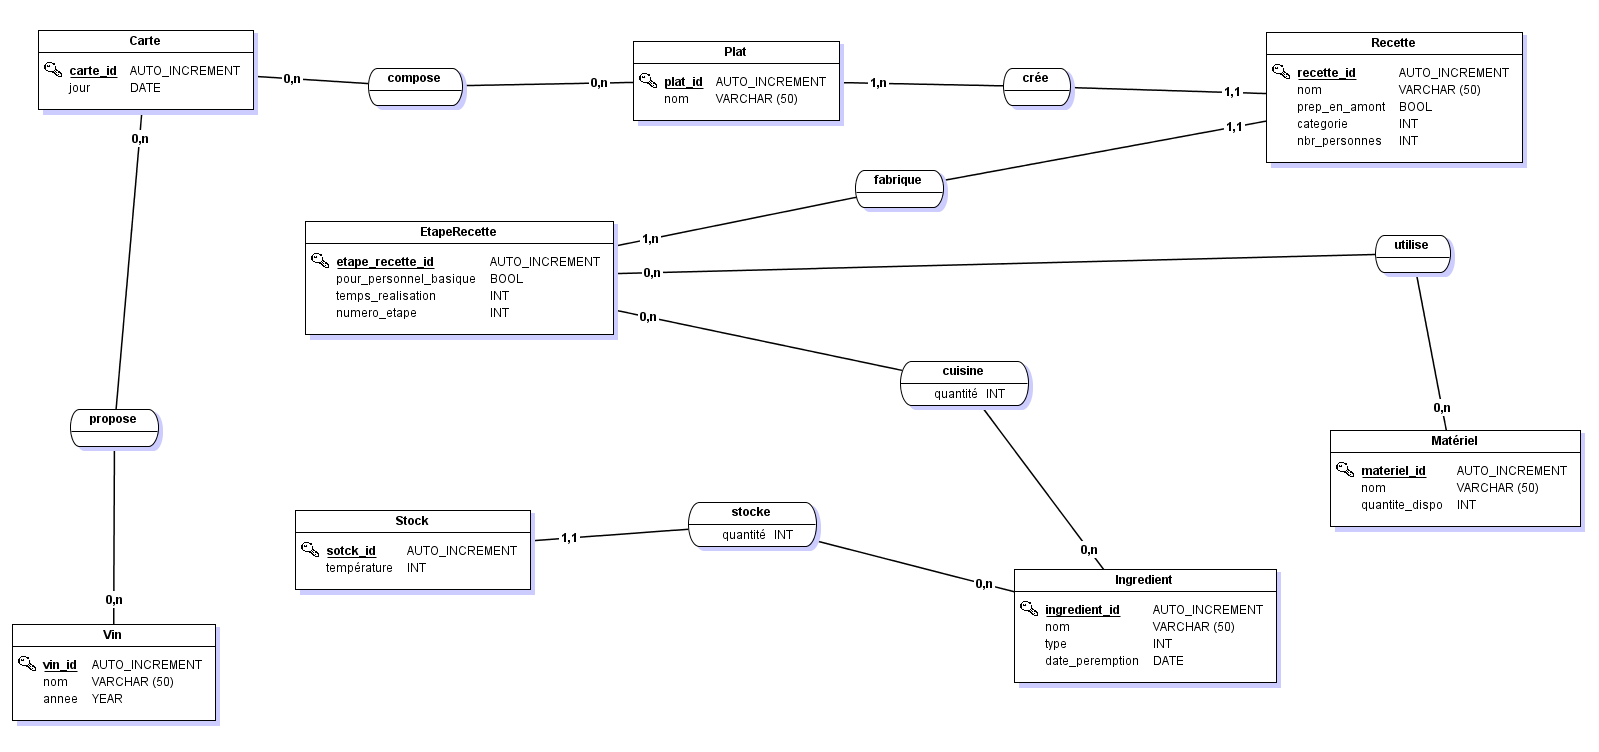 Carte
carte_id AUTO_INCREMENT
jour DATE
0,n
compose
0,n
Plat
plat_id AUTO_INCREMENT
nom VARCHAR (50)
1,n
crée
1,1
Recette
recette_id AUTO_INCREMENT
nom VARCHAR (50)
prep_en_amont BOOL
categorie INT
nbr_personnes INT
0,n
1,1
fabrique
1,n
EtapeRecette
etape_recette_id AUTO_INCREMENT
pour_personnel_basique BOOL
temps_realisation INT
numero_etape INT
0,n
utilise
0,n
cuisine
quantité INT
0,n
Matériel
materiel_id AUTO_INCREMENT
nom VARCHAR (50)
quantite_dispo INT
propose
0,n
Stock
sotck_id AUTO_INCREMENT
température INT
1,1
stocke
quantité INT
0,n
0,n
Ingredient
ingredient_id AUTO_INCREMENT
nom VARCHAR (50)
type INT
date_peremption DATE
Vin
vin_id AUTO_INCREMENT
nom VARCHAR (50)
annee YEAR